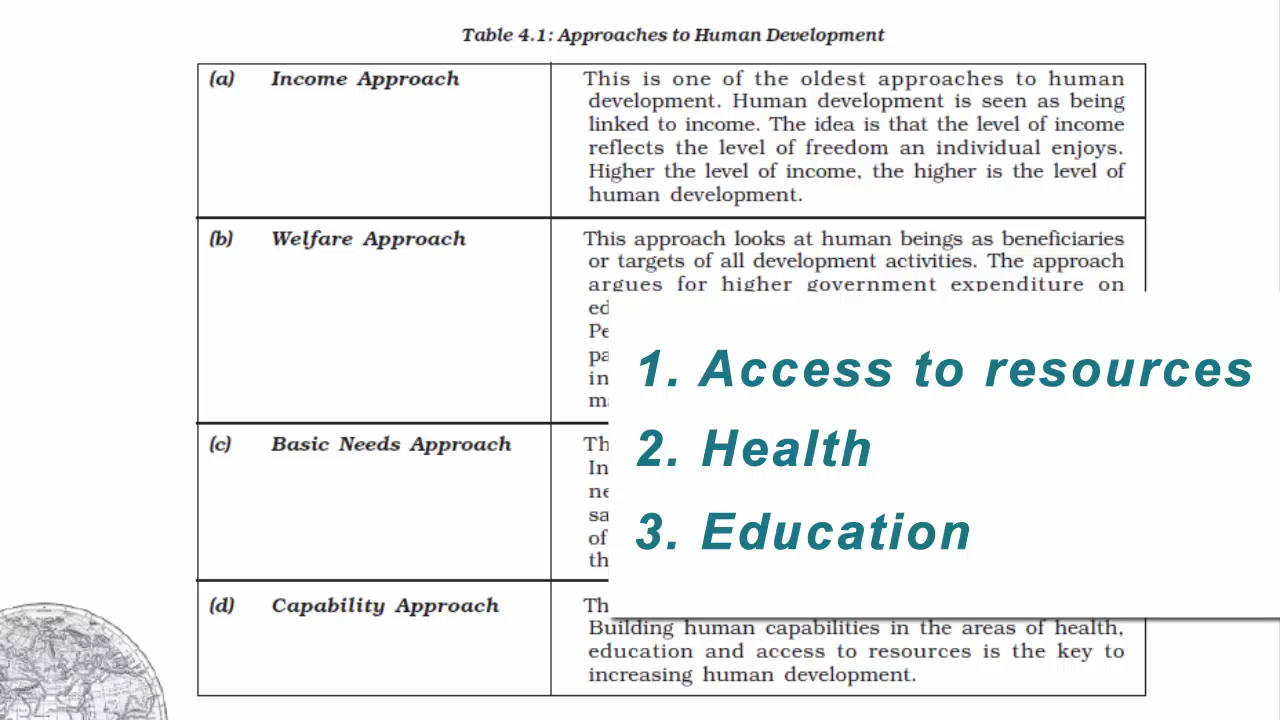 Table 4.1: Approaches to Human Development
(a) Income Approach
This is one of the oldest approaches to human
development. Human development is seen as being
linked to income. The idea is that the level of income
reflects the level of freedom an individual enjoys.
Higher the level of income, the higher is the level of
human development.
(b) Welfare Approach
This approach looks at human beings as beneficiaries
or targets of all development activities. The approach
argues for higher government expenditure on
(c) Basic Needs Approach
(d) Capability Approach
Building human capabilities in the areas of health,
education and access to resources is the key to
increasing human development.
1. Access to resources
2. Health
3. Education